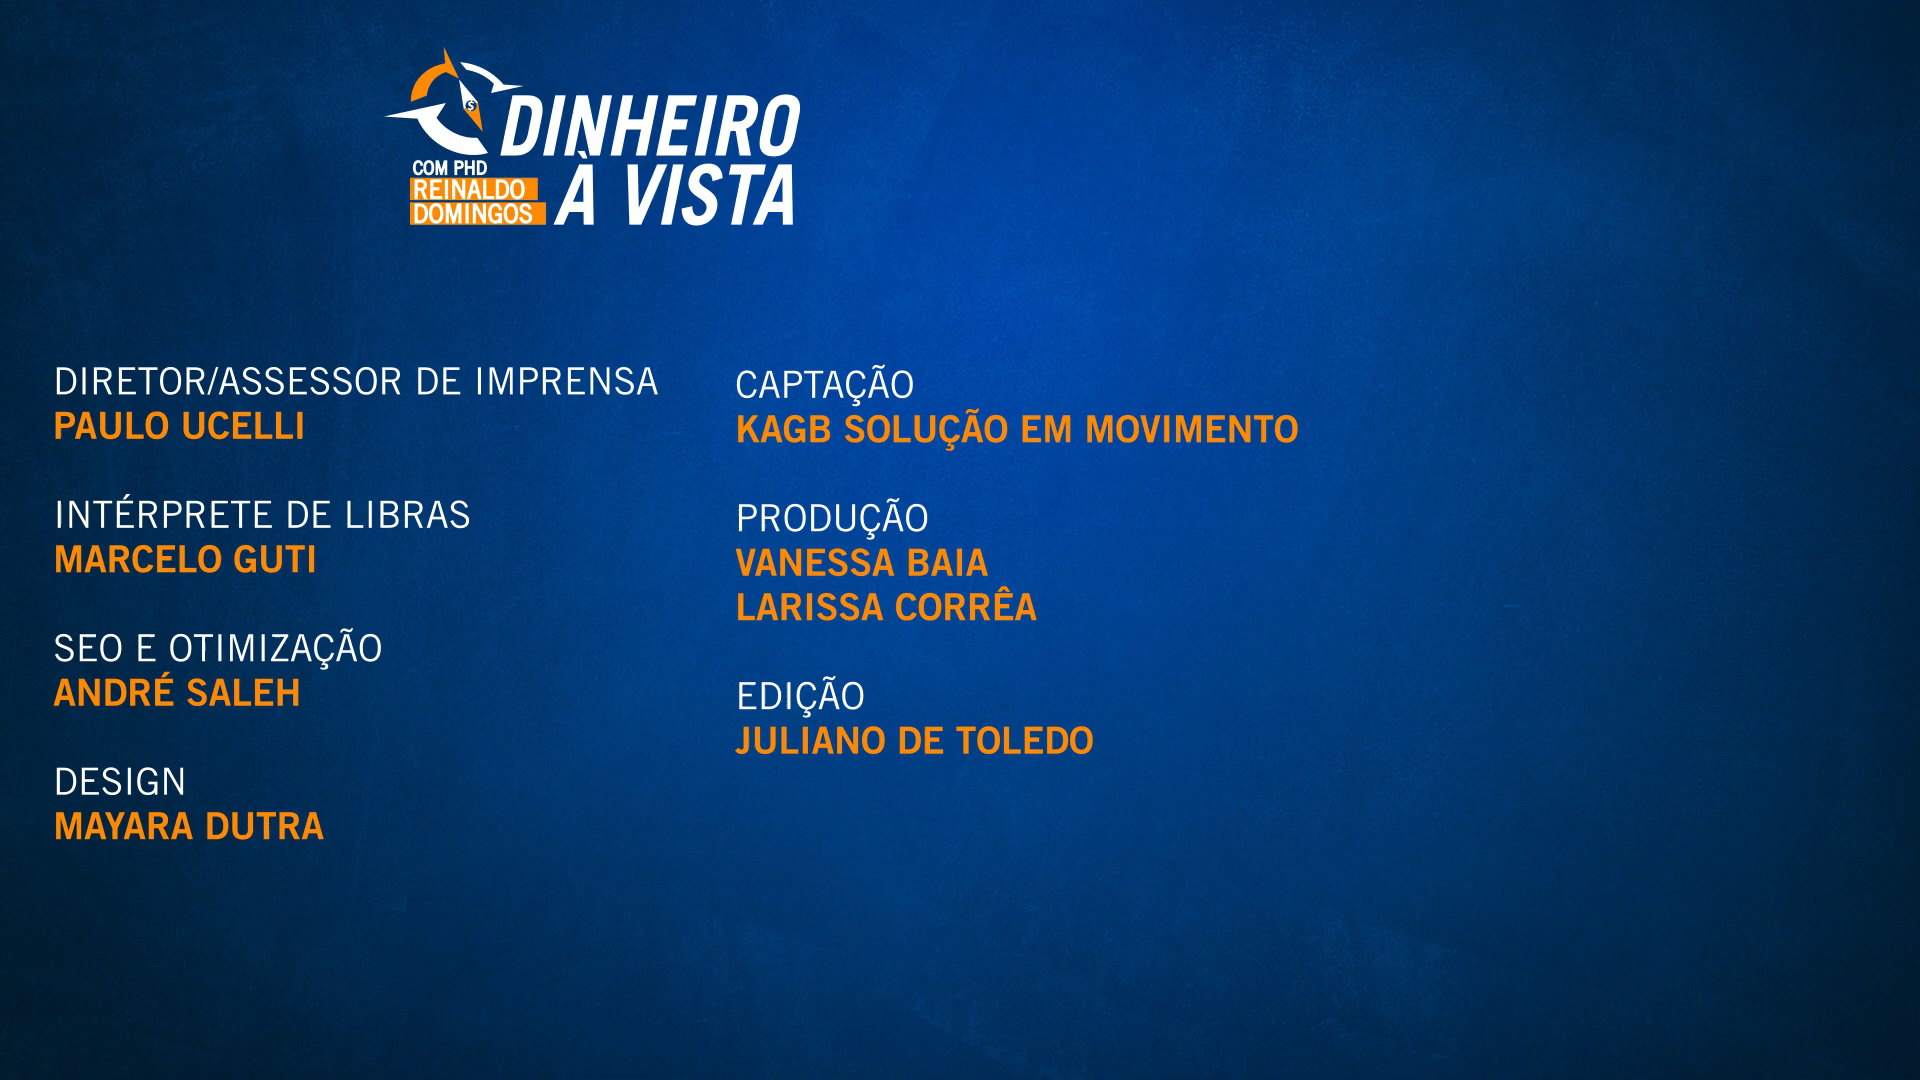 DINHEIRO
À VISTA
COM PHD
REINALDO
DOMINGOS
DIRETOR/ASSESSOR DE IMPRENSA
PAULO UCELLI
INTÉRPRETE DE LIBRAS
MARCELO GUTI
SEO E OTIMIZAÇÃO
ANDRÉ SALEH
DESIGN
MAYARA DUTRA
CAPTAÇÃO
KAGB SOLUÇÃO EM MOVIMENTO
PRODUÇÃO
VANESSA BAIA
LARISSA CORRÊA
EDIÇÃO
JULIANO DE TOLEDO